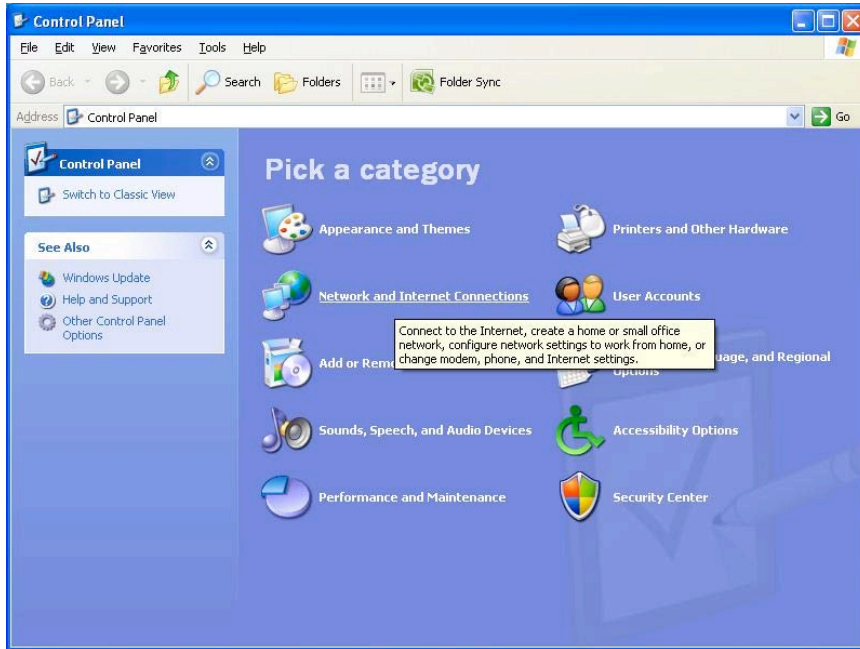 Control Panel
File Edit View Favorites Tools Help
Back Search Folders Folder Sync
Address Control Panel Go
Control Panel
Switch to Classic View
See Also
Windows Update
Help and Support
Other Control Panel
Options
Pick a category
Appearance and Themes
Printers and Other Hardware
Network and Internet Connections
User Accounts
Connect to the Internet, create a home or small office
network, configure network settings to work from home, or
change modem, phone, and Internet settings.
Add or
and Regional
Options
Sounds, Speech, and Audio Devices
Accessibility Options
Performance and Maintenance
Security Center